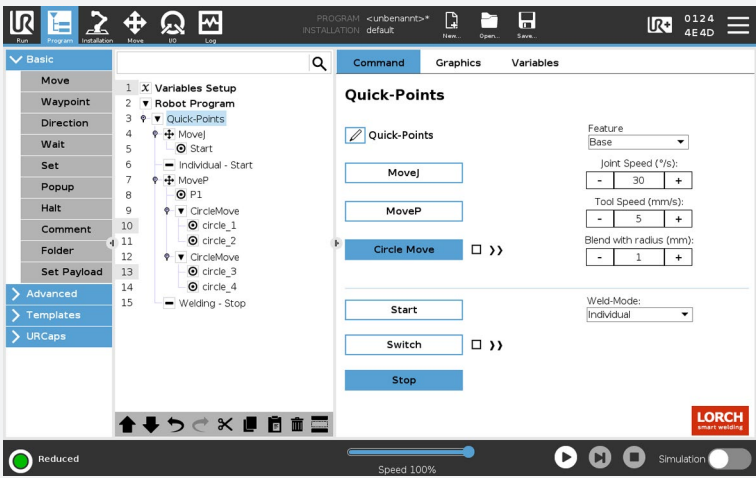 PROGRAM <unbenannt>*
INSTALLATION default
Run
Program
Installation
Move
I/O
Log
New...
Open...
Save...
UR+
0124
4E4D
Basic
Move
Waypoint
Direction
Wait
Set
Popup
Halt
Comment
Folder
Set Payload
Advanced
Templates
URCaps
1 X Variables Setup
2 Robot Program
3 Quick-Points
4 MoveJ
5 Start
6 Individual - Start
7 MoveP
8 P1
9 CircleMove
10 circle_1
11 circle_2
12 CircleMove
13 circle_3
14 circle_4
15 Welding - Stop
Command Graphics Variables
Quick-Points
Quick-Points
MoveJ
MoveP
Circle Move
Feature
Base
Joint Speed (°/s):
- 30 +
Tool Speed (mm/s):
- 5 +
Blend with radius (mm):
- 1 +
Start
Switch
Stop
Weld-Mode:
Individual
LORCH
smart welding
Reduced
Speed 100%
Simulation